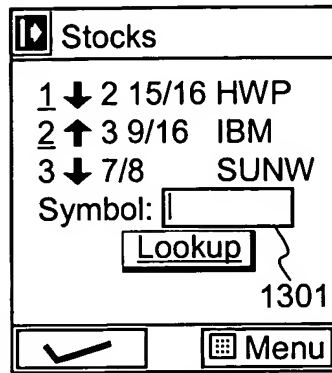 Stocks
1 ↓ 2 15/16 HWP
2 ↑ 3 9/16 IBM
3 ↓ 7/8 SUNW
Symbol:
Lookup
1301
Menu